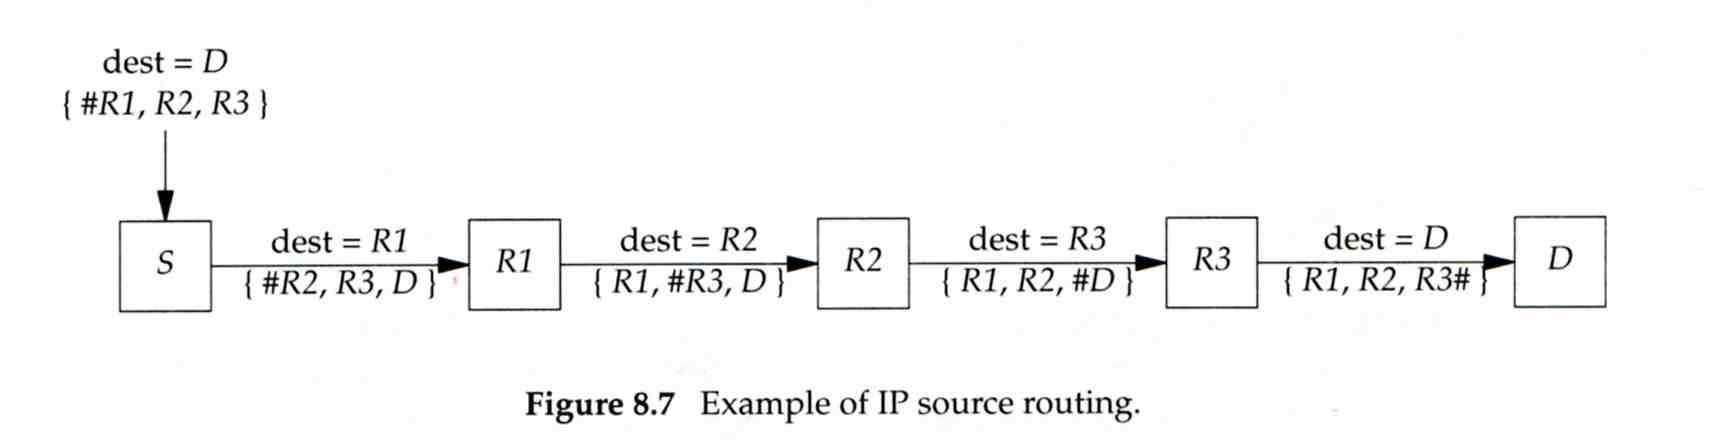 dest = D
{ #R1, R2, R3 }
S
dest = R1
{ #R2, R3, D }
R1
dest = R2
{ R1, #R3, D }
R2
dest = R3
{ R1, R2, #D }
R3
dest = D
{ R1, R2, R3# }
D
Figure 8.7 Example of IP source routing.